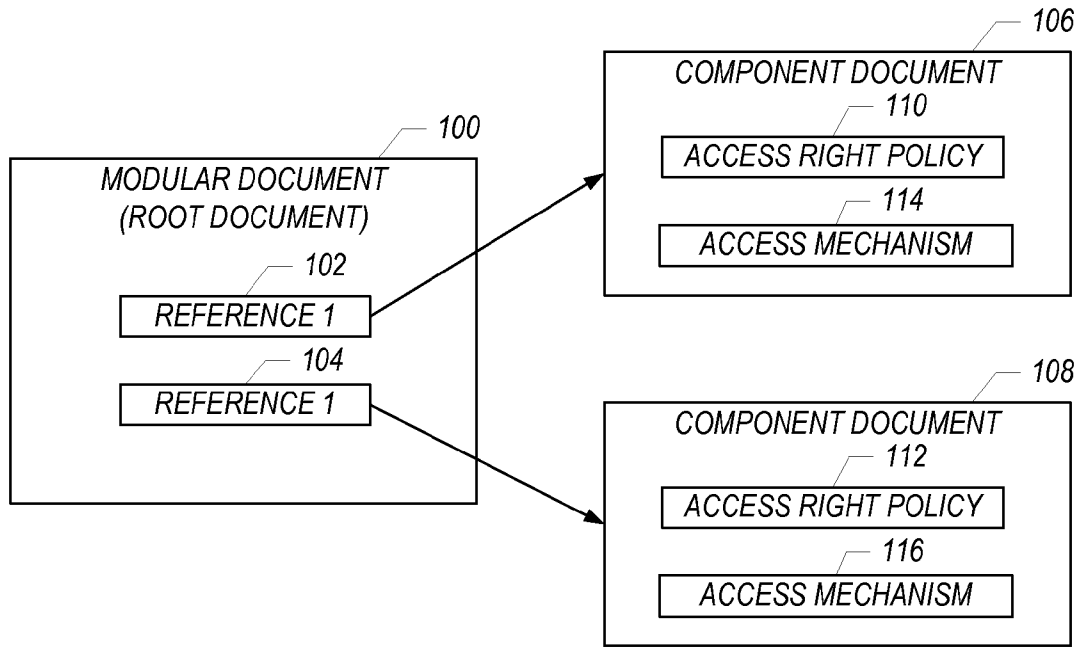 100
MODULAR DOCUMENT
(ROOT DOCUMENT)
102
REFERENCE 1
104
REFERENCE 1
106
COMPONENT DOCUMENT
110
ACCESS RIGHT POLICY
114
ACCESS MECHANISM
108
COMPONENT DOCUMENT
112
ACCESS RIGHT POLICY
116
ACCESS MECHANISM